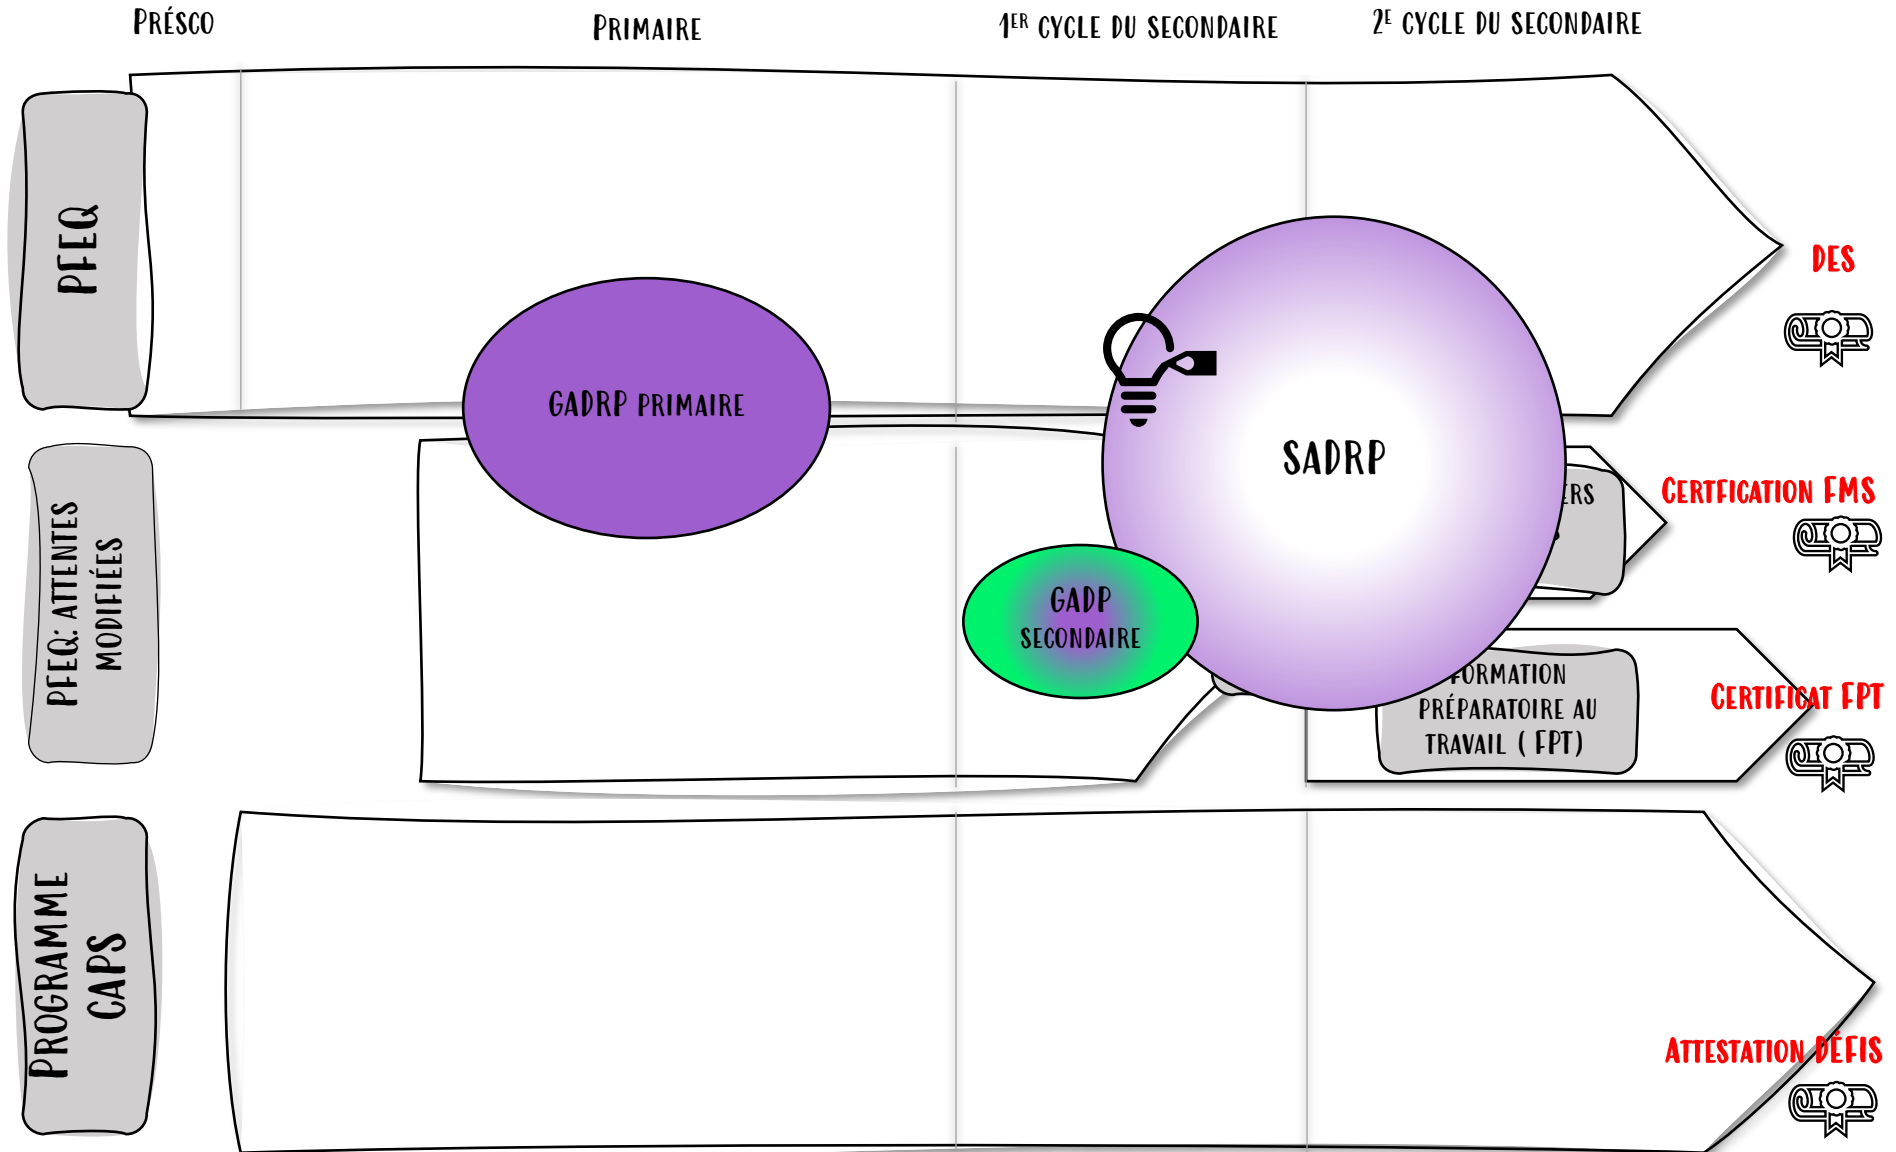 Présco
Primaire
1er cycle du secondaire
2e cycle du secondaire
PFEQ
DES
GADRP primaire
SADRP
PFEQ: attentes
modifiées
Certfication FMS
GADP
secondaire
Formation
préparatoire au
travail ( FPT)
Certificat FPT
Programme
CAPS
Attestation DÉFIS